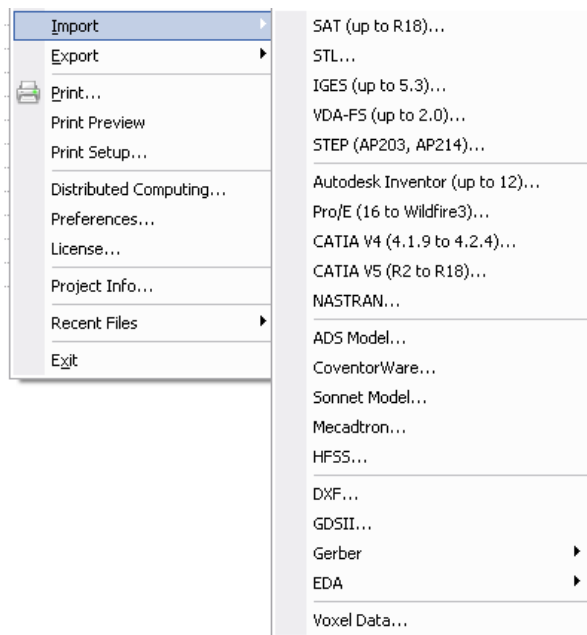 Import
Export
Print...
Print Preview
Print Setup...
Distributed Computing...
Preferences...
License...
Project Info...
Recent Files
Exit
SAT (up to R18)...
STL...
IGES (up to 5.3)...
VDA-FS (up to 2.0)...
STEP (AP203, AP214)...
Autodesk Inventor (up to 12)...
Pro/E (16 to Wildfire3)...
CATIA V4 (4.1.9 to 4.2.4)...
CATIA V5 (R2 to R18)...
NASTRAN...
ADS Model...
CoventorWare...
Sonnet Model...
Mecadtron...
HFSS...
DXF...
GDSII...
Gerber
EDA
Voxel Data...